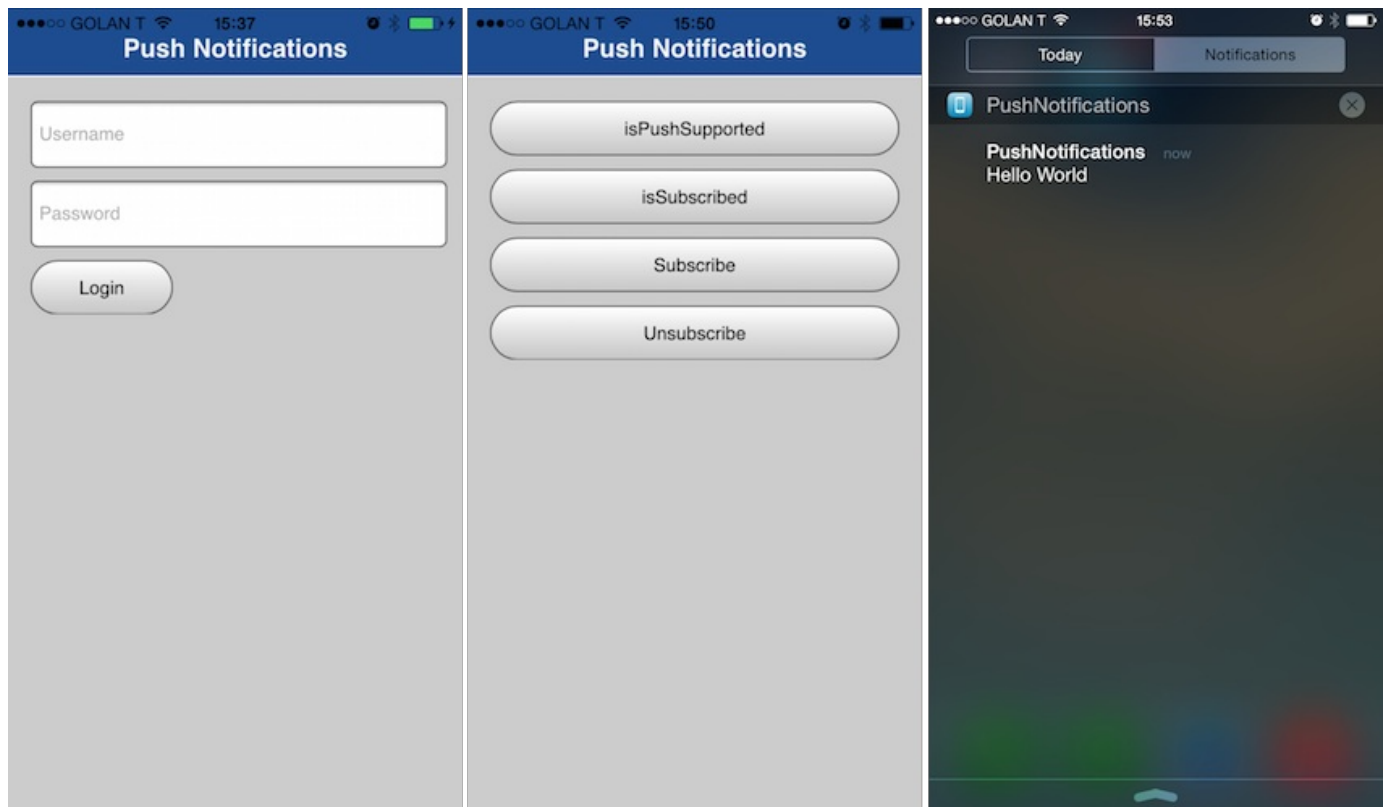 GOLAN T 15:37
Push Notifications
Username
Password
Login
GOLAN T 15:50
Push Notifications
isPushSupported
isSubscribed
Subscribe
Unsubscribe
GOLAN T 15:53
Today Notifications
PushNotifications
PushNotifications now
Hello World